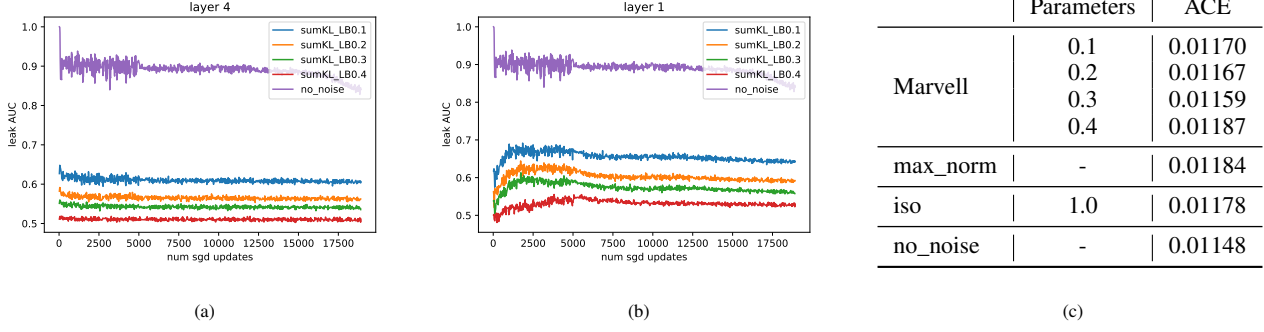 layer 4
1.0
0.9
0.8
0.7
0.6
0.5
leak AUC
sumKL_LB0.1
sumKL_LB0.2
sumKL_LB0.3
sumKL_LB0.4
no_noise
0 2500 5000 7500 10000 12500 15000 17500
num sgd updates
(a)
layer 1
1.0
0.9
0.8
0.7
0.6
0.5
leak AUC
sumKL_LB0.1
sumKL_LB0.2
sumKL_LB0.3
sumKL_LB0.4
no_noise
0 2500 5000 7500 10000 12500 15000 17500
num sgd updates
(b)
Parameters ACE
Marvell
0.1 0.01170
0.2 0.01167
0.3 0.01159
0.4 0.01187
max_norm - 0.01184
iso 1.0 0.01178
no_noise - 0.01148
(c)